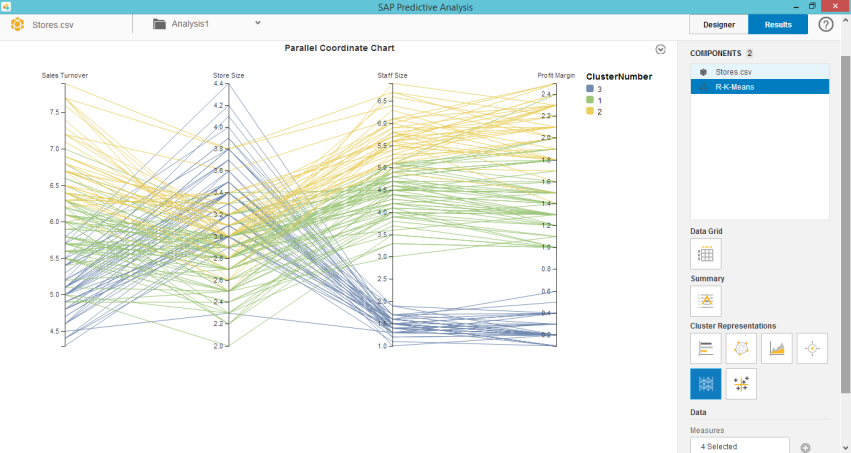 SAP Predictive Analysis
Stores.csv
Analysis1
Designer
Results
?
Parallel Coordinate Chart
Sales Turnover
Store Size
Staff Size
Profit Margin
7.5
7.0
6.5
6.0
5.5
5.0
4.5
4.4
4.2
4.0
3.8
3.6
3.4
3.2
3.0
2.8
2.6
2.4
2.2
2.0
6.5
6.0
5.5
5.0
4.5
4.0
3.5
3.0
2.5
2.0
1.5
1.0
2.4
2.2
2.0
1.8
1.6
1.4
1.2
1.0
0.8
0.6
0.4
0.2
ClusterNumber
3
1
2
COMPONENTS 2
Stores.csv
R-K-Means
Data Grid
Summary
Cluster Representations
Data
Measures
4 Selected